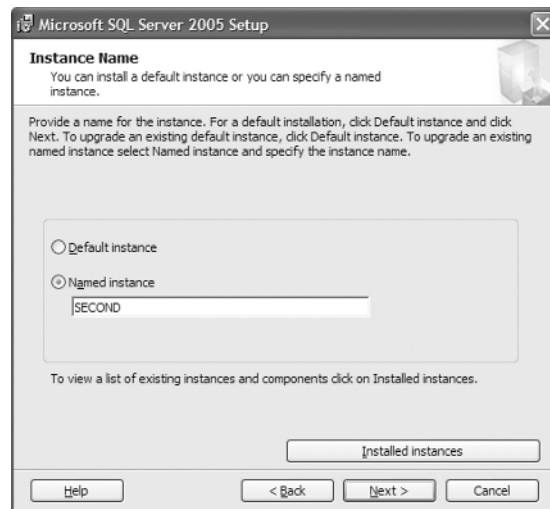 Microsoft SQL Server 2005 Setup
Instance Name
You can install a default instance or you can specify a named
instance.
Provide a name for the instance. For a default installation, click Default instance and click
Next. To upgrade an existing default instance, click Default instance. To upgrade an existing
named instance select Named instance and specify the instance name.
Default instance
Named instance
SECOND
To view a list of existing instances and components click on Installed instances.
Installed instances
Help
< Back
Next >
Cancel